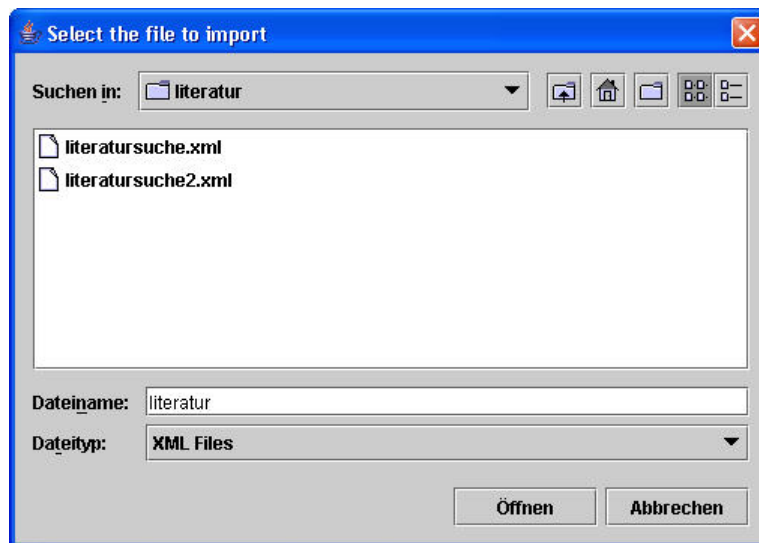 Select the file to import
Suchen in: literatur
literatursuche.xml
literatursuche2.xml
Dateiname: literatur
Dateityp: XML Files
Öffnen Abbrechen